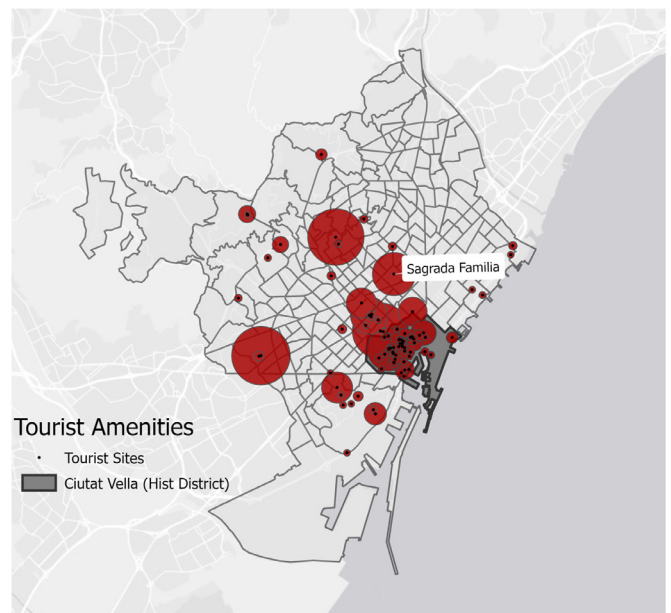 Sagrada Familia
Tourist Amenities
Tourist Sites
Ciutat Vella (Hist District)